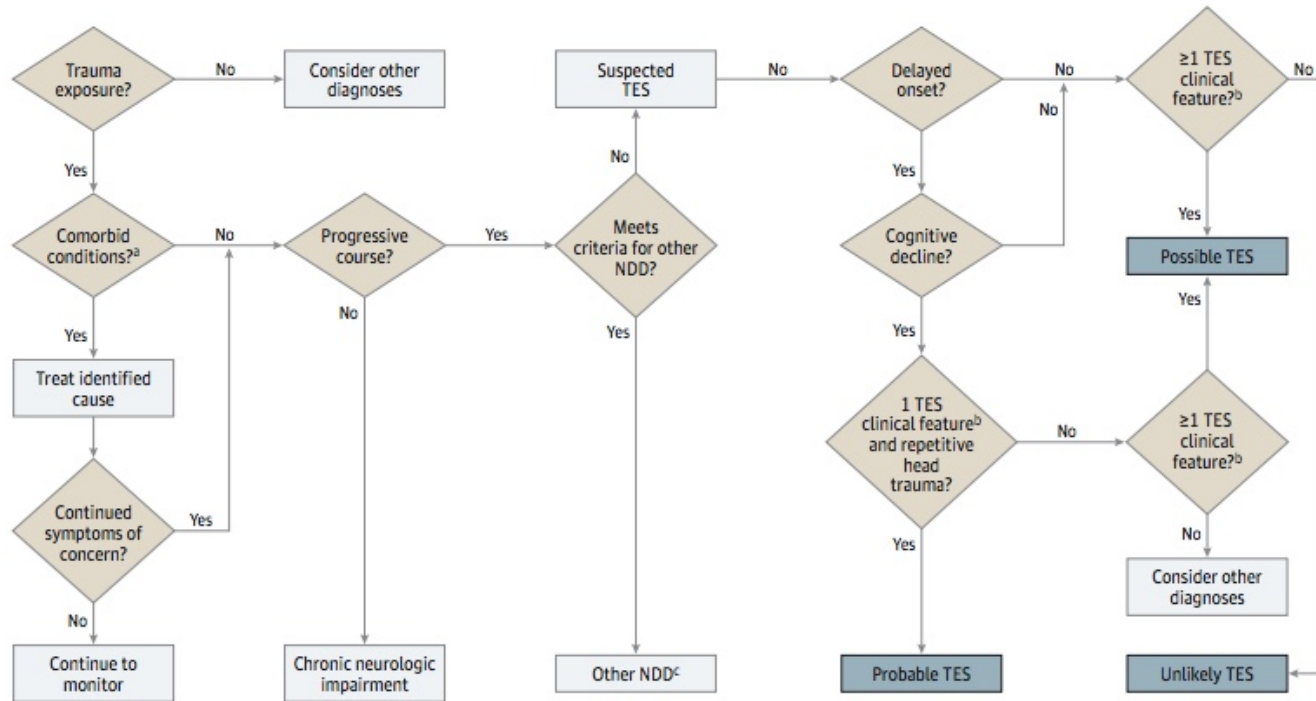 Trauma
exposure?
No
Consider other
diagnoses
Suspected
TES
No
Delayed
onset?
No
≥1 TES
clinical
feature?b
No
Yes
No
Yes
No
Yes
Comorbid
conditions?a
No
Progressive
course?
Yes
Meets
criteria for other
NDD?
Cognitive
decline?
Possible TES
Yes
No
Yes
Yes
Yes
Treat identified
cause
1 TES
clinical featureb
and repetitive
head
trauma?
No
≥1 TES
clinical
feature?b
Continued
symptoms of
concern?
Yes
Yes
No
Consider other
diagnoses
No
Continue to
monitor
Chronic neurologic
impairment
Other NDDc
Probable TES
Unlikely TES